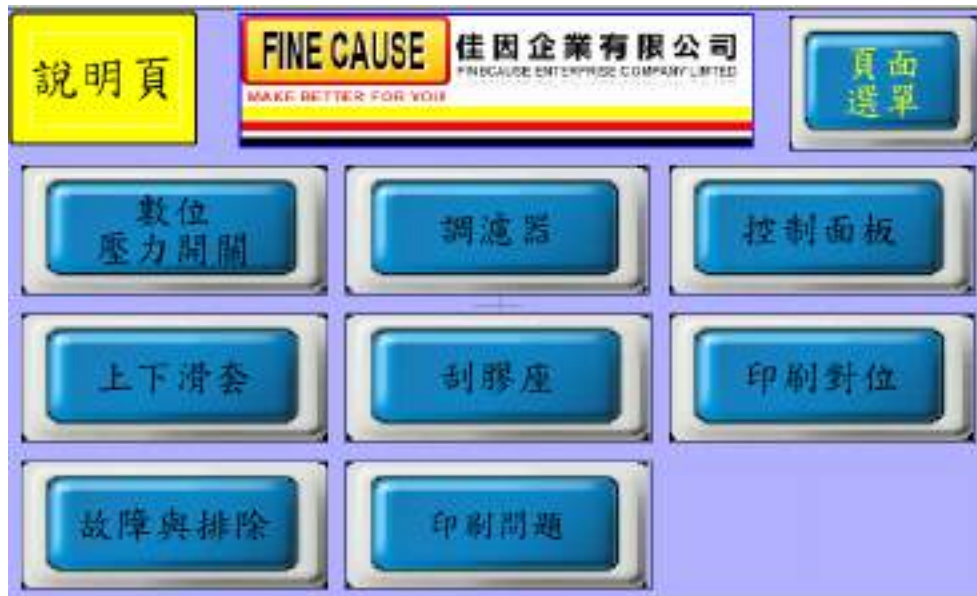 說明頁
FINE CAUSE
MAKE BETTER FOR YOU!
佳因企業有限公司
FINECAUSE ENTERPRISE COMPANY LIMITED
頁面
選單
數位
壓力開關
調濾器
控制面板
上下滑套
刮膠座
印刷對位
故障與排除
印刷問題